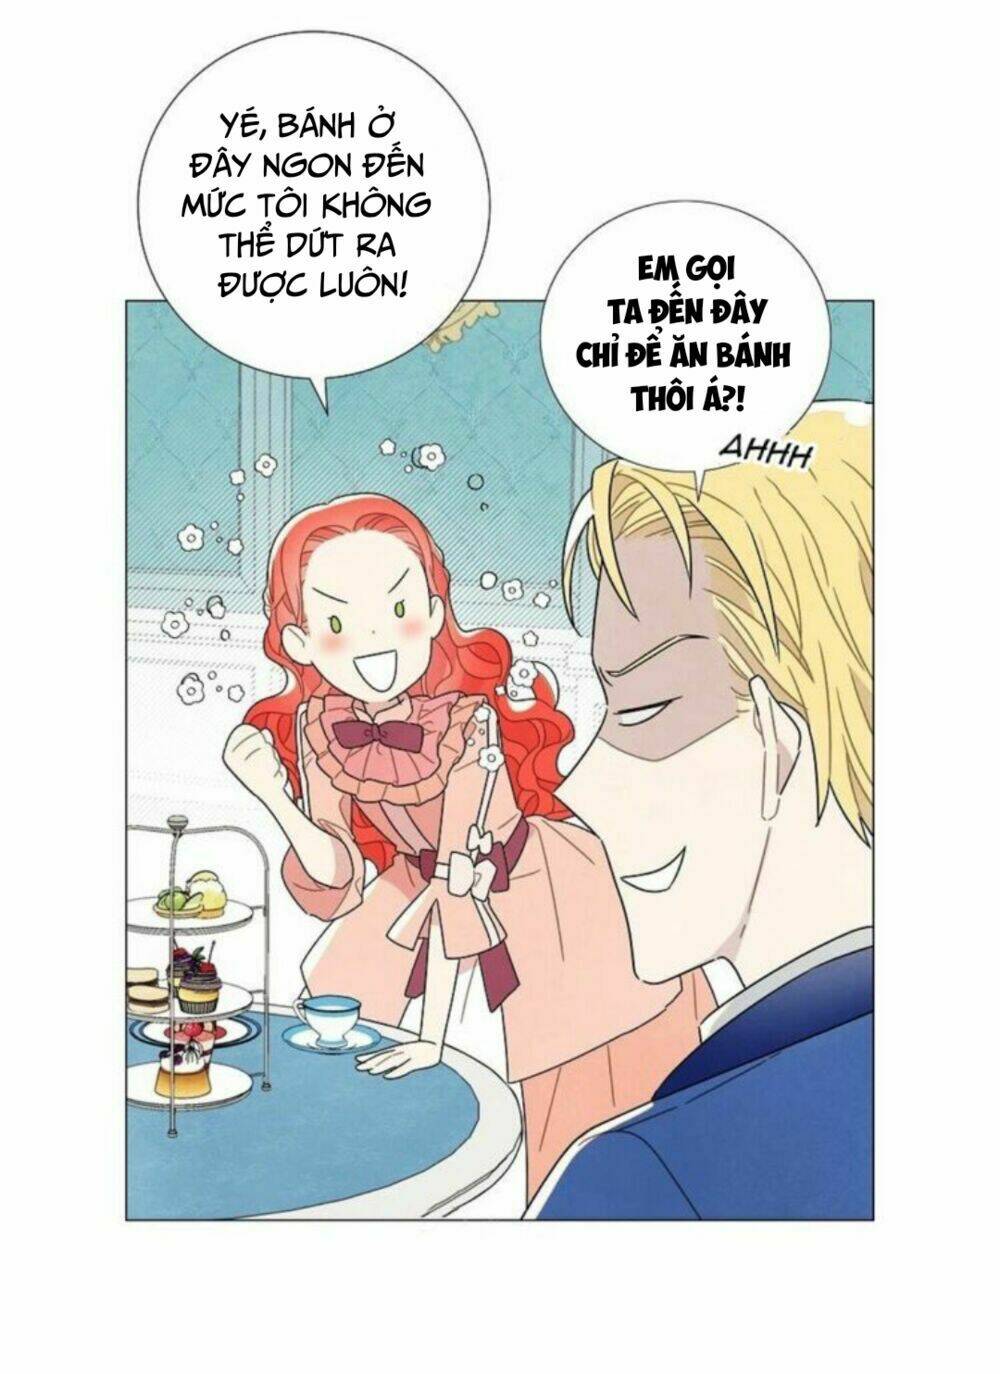 YÉ, BÁNH Ở
ĐÂY NGON ĐẾN
MỨC TÔI KHÔNG
THỂ DỨT RA
ĐƯỢC LUÔN!
EM GỌI
TA ĐẾN ĐÂY
CHỈ ĐỂ ĂN BÁNH
THÔI Á?!
AHHH